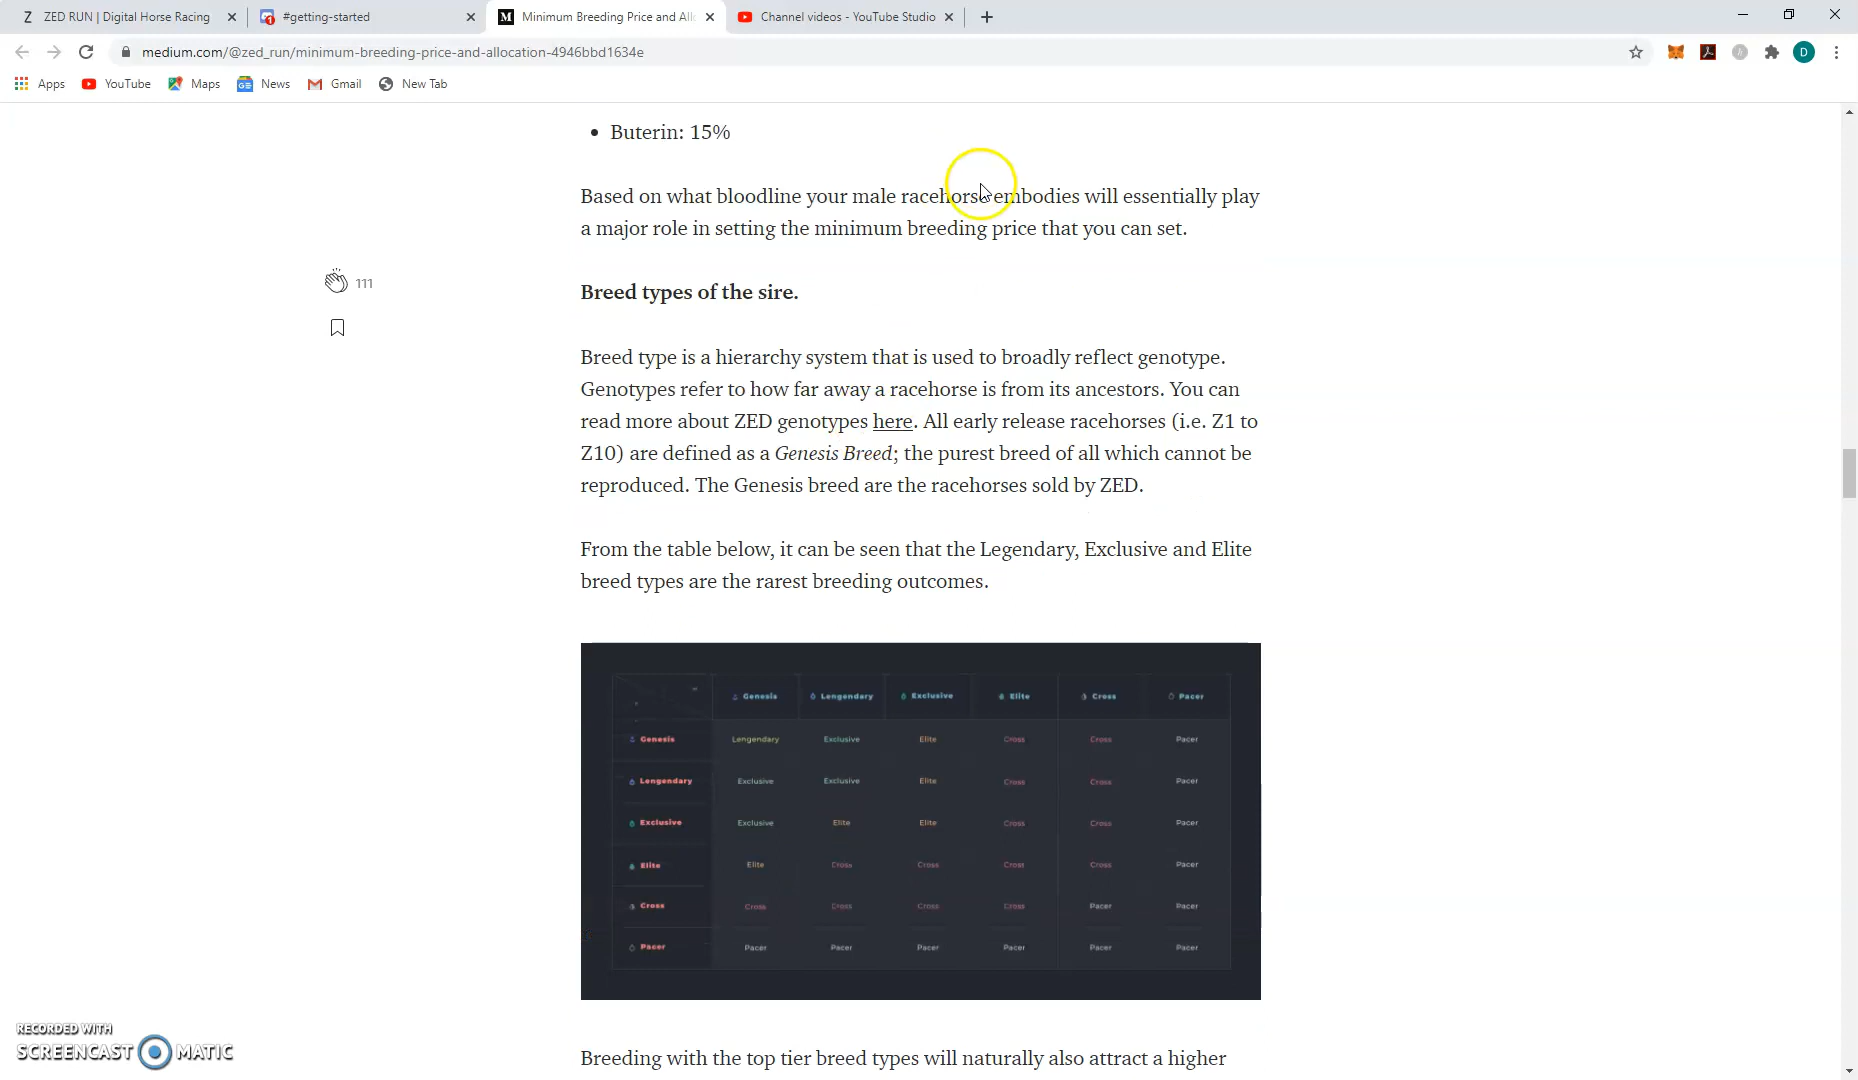 ZED RUN | Digital Horse Racing
#getting-started
Minimum Breeding Price and All
Channel videos - YouTube Studio
medium.com/@zed_run/minimum-breeding-price-and-allocation-4946bbd1634e
D
Apps
YouTube
Maps
News
Gmail
New Tab
• Buterin: 15%
Based on what bloodline your male racehorse embodies will essentially play
a major role in setting the minimum breeding price that you can set.
111
Breed types of the sire.
Breed type is a hierarchy system that is used to broadly reflect genotype.
Genotypes refer to how far away a racehorse is from its ancestors. You can
read more about ZED genotypes here. All early release racehorses (i.e. Z1 to
Z10) are defined as a Genesis Breed; the purest breed of all which cannot be
reproduced. The Genesis breed are the racehorses sold by ZED.
From the table below, it can be seen that the Legendary, Exclusive and Elite
breed types are the rarest breeding outcomes.
Genesis Lengendary Exclusive Elite Cross Pacer
Genesis Lengendary Exclusive Elite Cross Cross Pacer
Lengendary Exclusive Exclusive Elite Cross Cross Pacer
Exclusive Exclusive Elite Elite Cross Cross Pacer
Elite Elite Cross Cross Cross Cross Pacer
Cross Cross Cross Cross Cross Pacer Pacer
Pacer Pacer Pacer Pacer Pacer Pacer Pacer
Breeding with the top tier breed types will naturally also attract a higher
RECORDED WITH
SCREENCAST MATIC